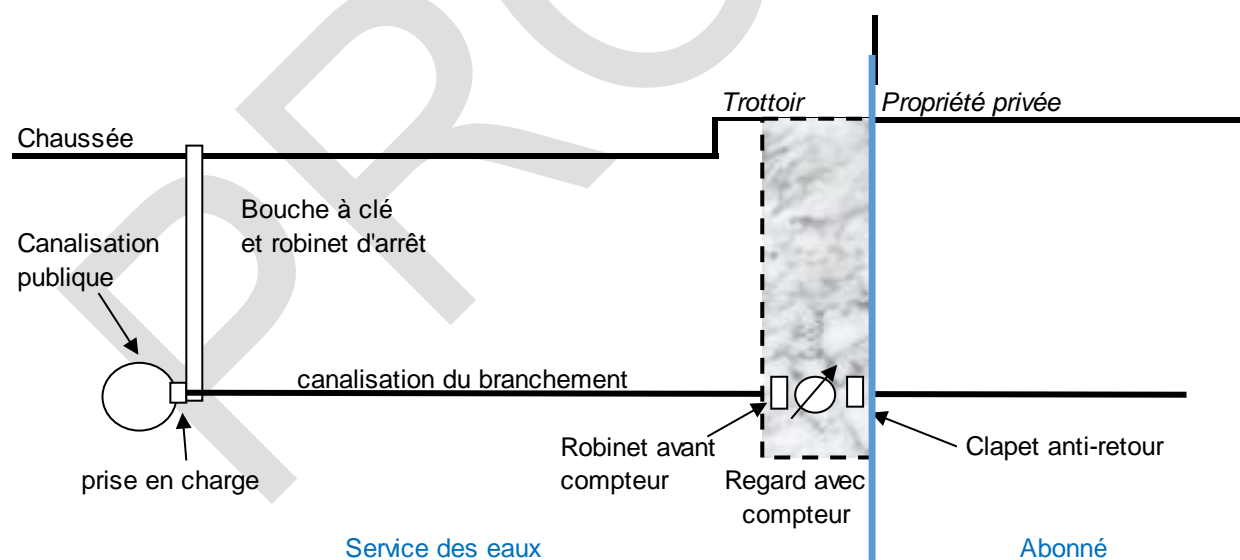 Trottoir
Propriété privée
Chaussée
Bouche à clé
et robinet d'arrêt
Canalisation
publique
canalisation du branchement
Robinet avant
compteur
Clapet anti-retour
prise en charge
Regard avec
compteur
Service des eaux
Abonné